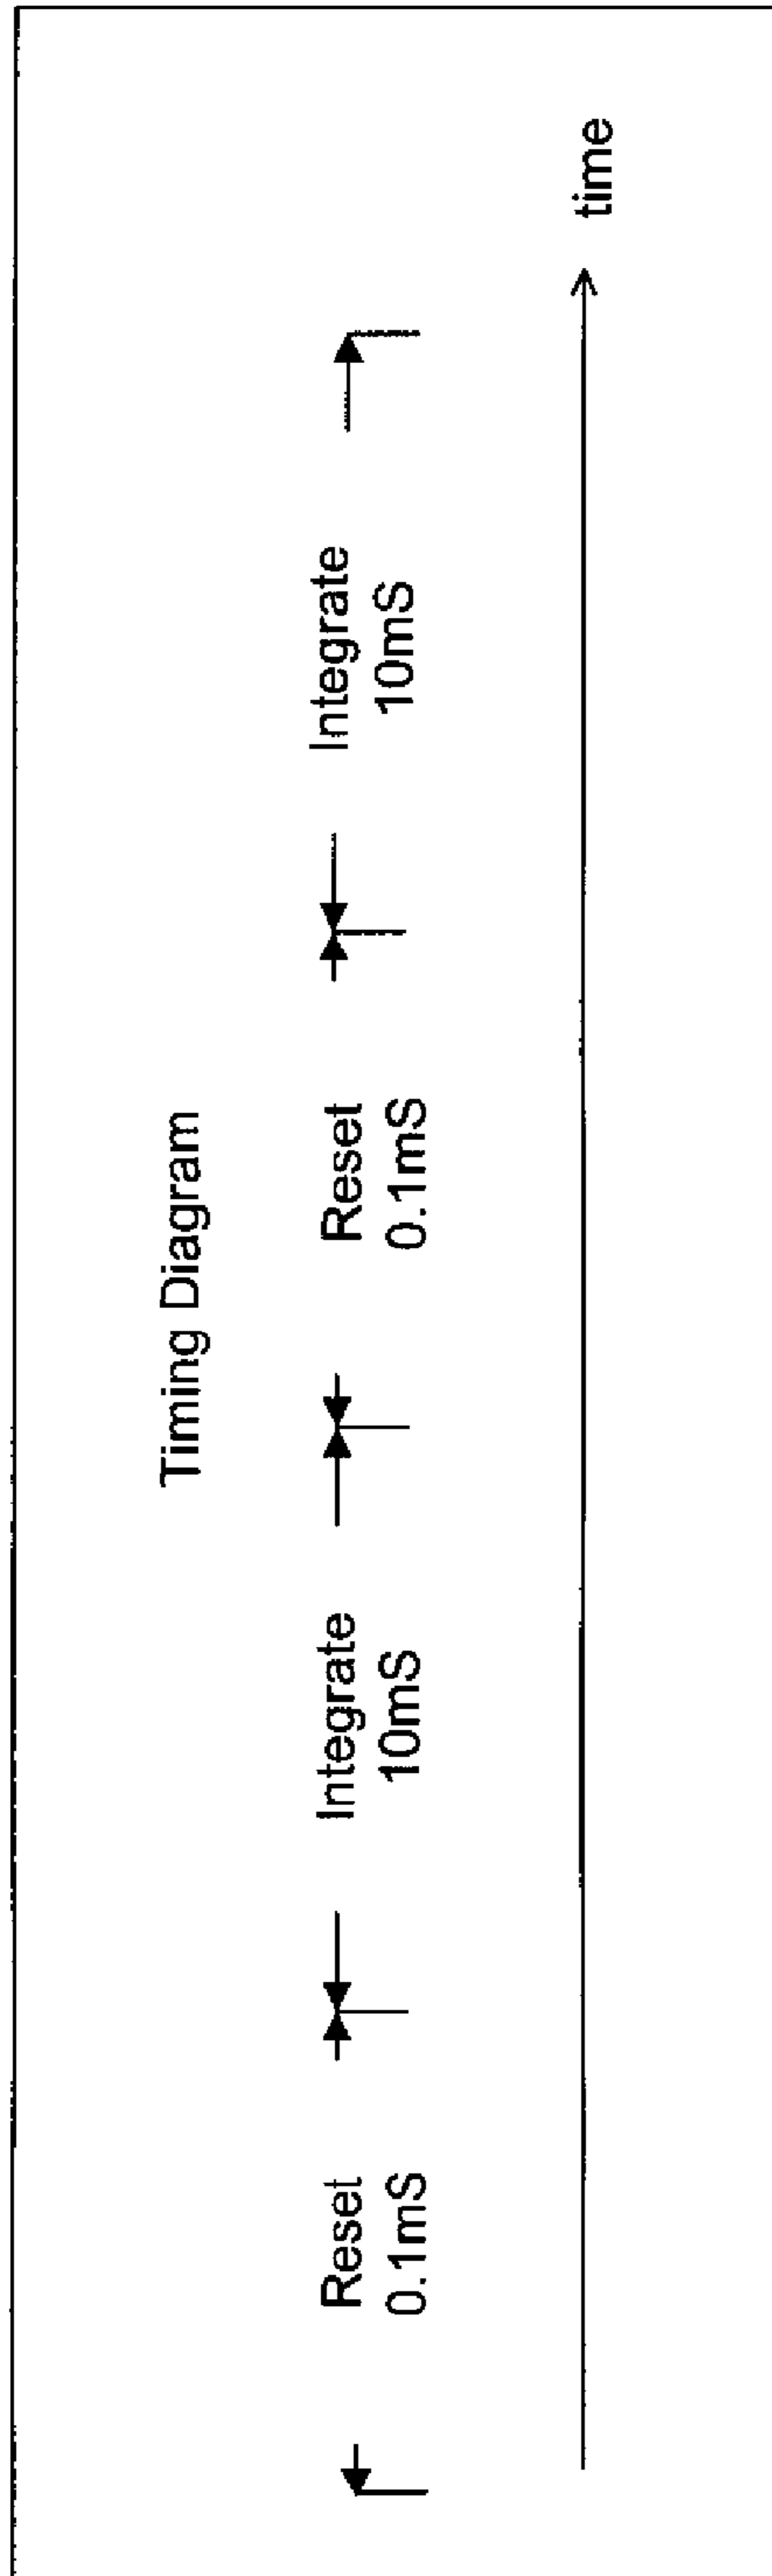 Timing Diagram
Reset
0.1mS
Integrate
10mS
Reset
0.1mS
Integrate
10mS
time